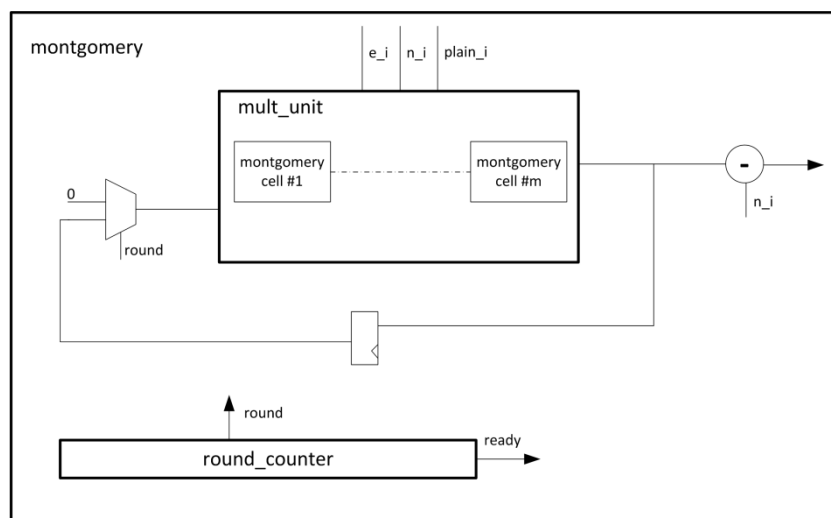 montgomery
e_i
n_i
plain_i
mult_unit
montgomery
cell #1
montgomery
cell #m
0
round
-
n_i
round
ready
round_counter